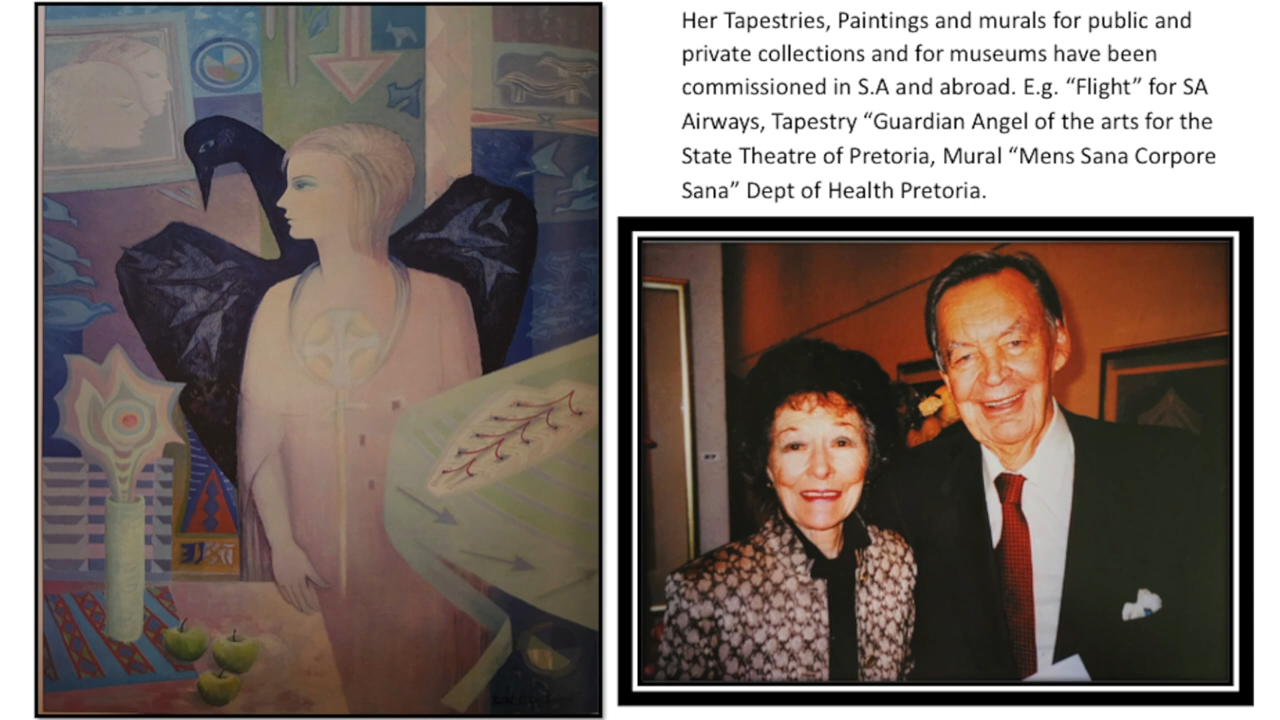 Her Tapestries, Paintings and murals for public and
private collections and for museums have been
commissioned in S.A and abroad. E.g. “Flight” for SA
Airways, Tapestry “Guardian Angel of the arts for the
State Theatre of Pretoria, Mural “Mens Sana Corpore
Sana” Dept of Health Pretoria.